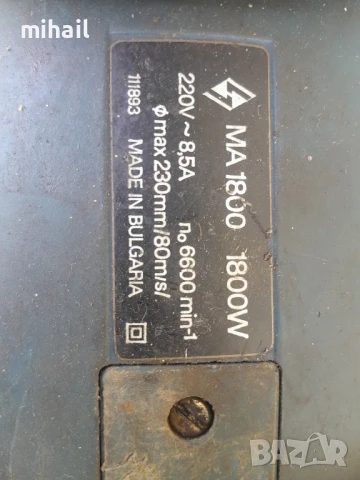 mihail
MA 1800 1800W
220V~ 8,5A n₀ 6600 min-1
ϕ max 230mm/80m/s/
111893 MADE IN BULGARIA
BAZAR